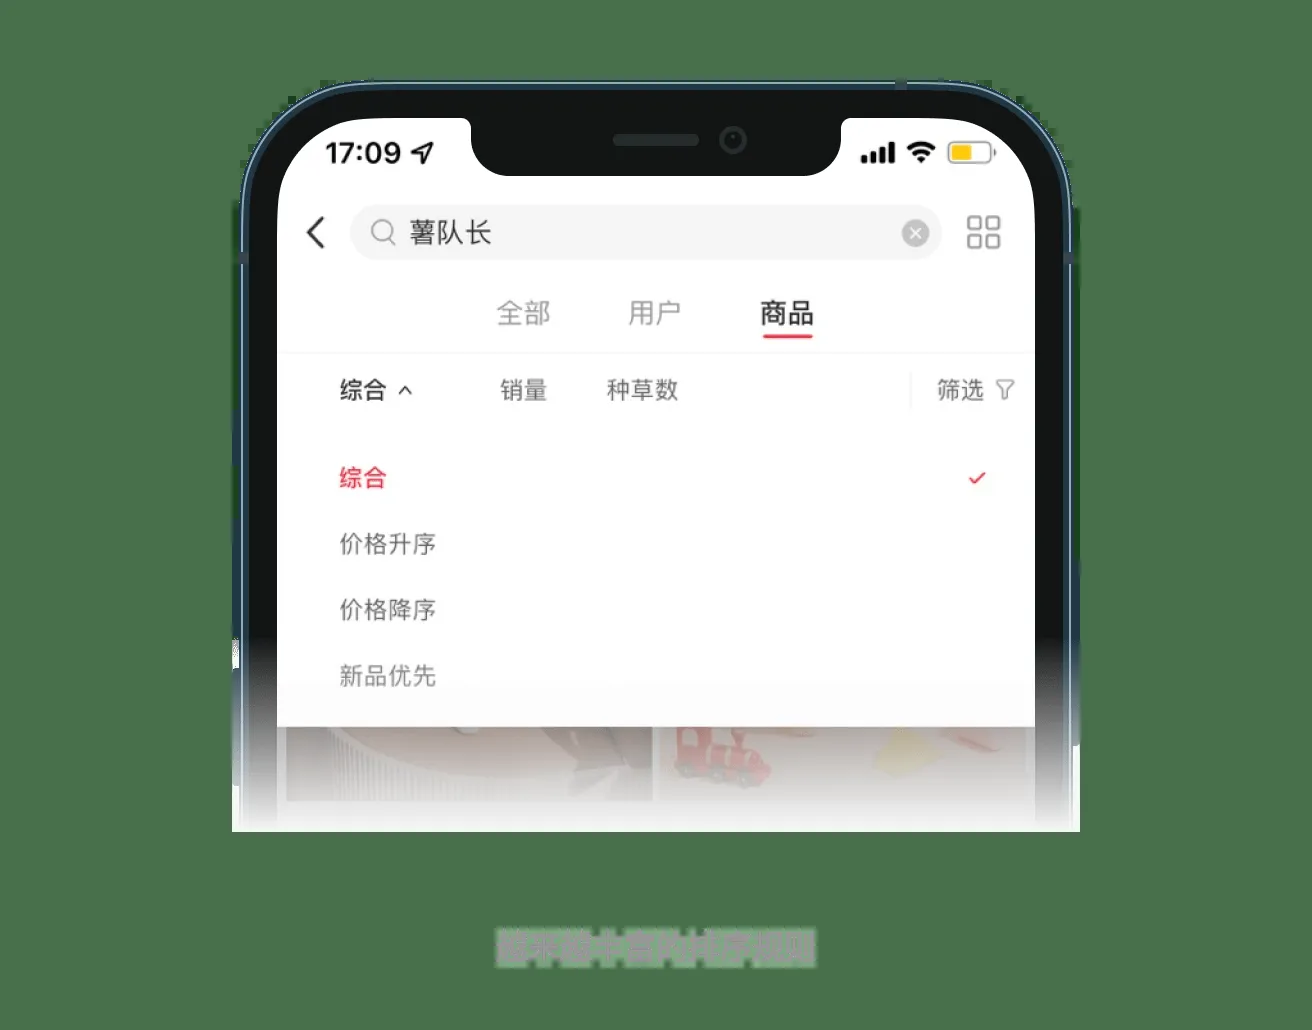 17:09
薯队长
全部 用户 商品
综合 销量 种草数 筛选
综合
价格升序
价格降序
新品优先